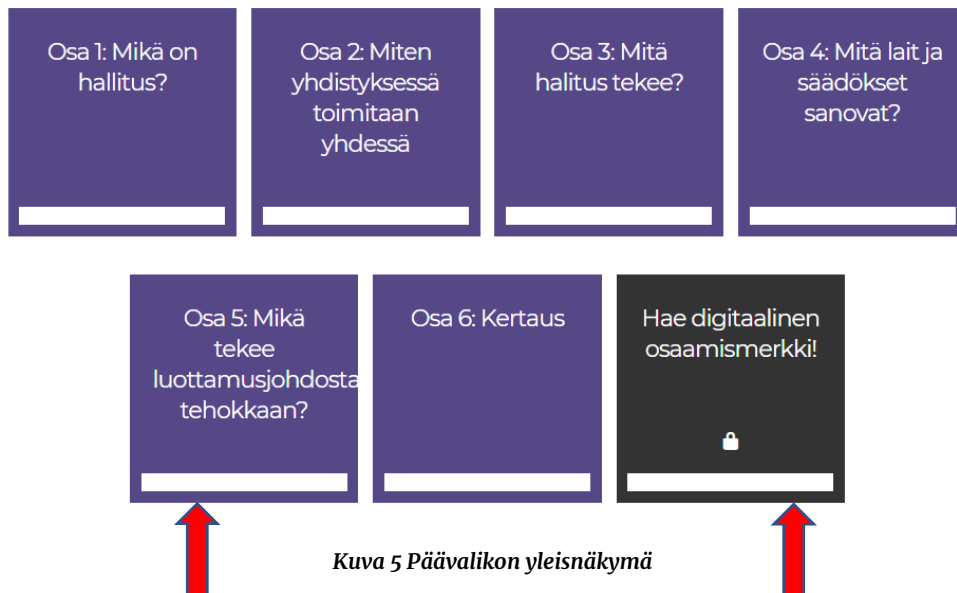 Osa 1: Mikä on
hallitus?
Osa 2: Miten
yhdistyksessä
toimitaan
yhdessä
Osa 3: Mitä
halitus tekee?
Osa 4: Mitä lait ja
säädökset
sanovat?
Osa 5: Mikä
tekee
luottamusjohdosta
tehokkaan?
Osa 6: Kertaus
Hae digitaalinen
osaamismerkki!
Kuva 5 Päävalikon yleisnäkymä